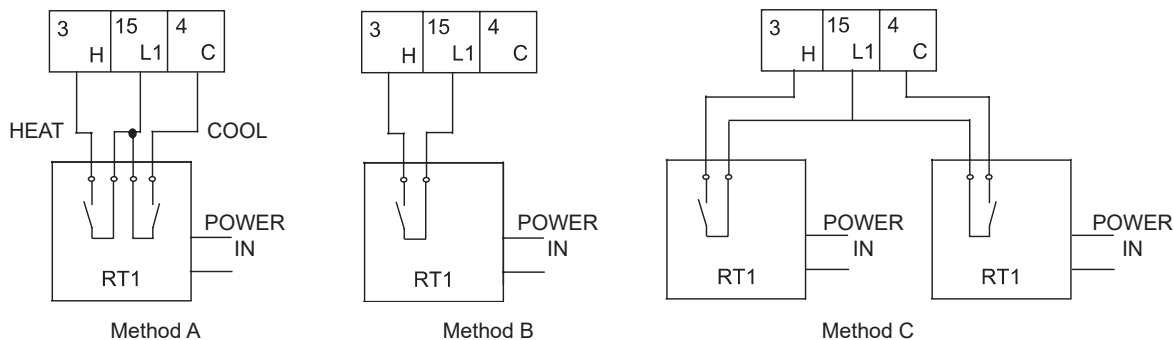 3 15 4
H L1 C
HEAT COOL
POWER
IN
RT1
Method A
3 15 4
H L1 C
POWER
IN
RT1
Method B
3 15 4
H L1 C
POWER
IN
RT1
POWER
IN
RT1
Method C